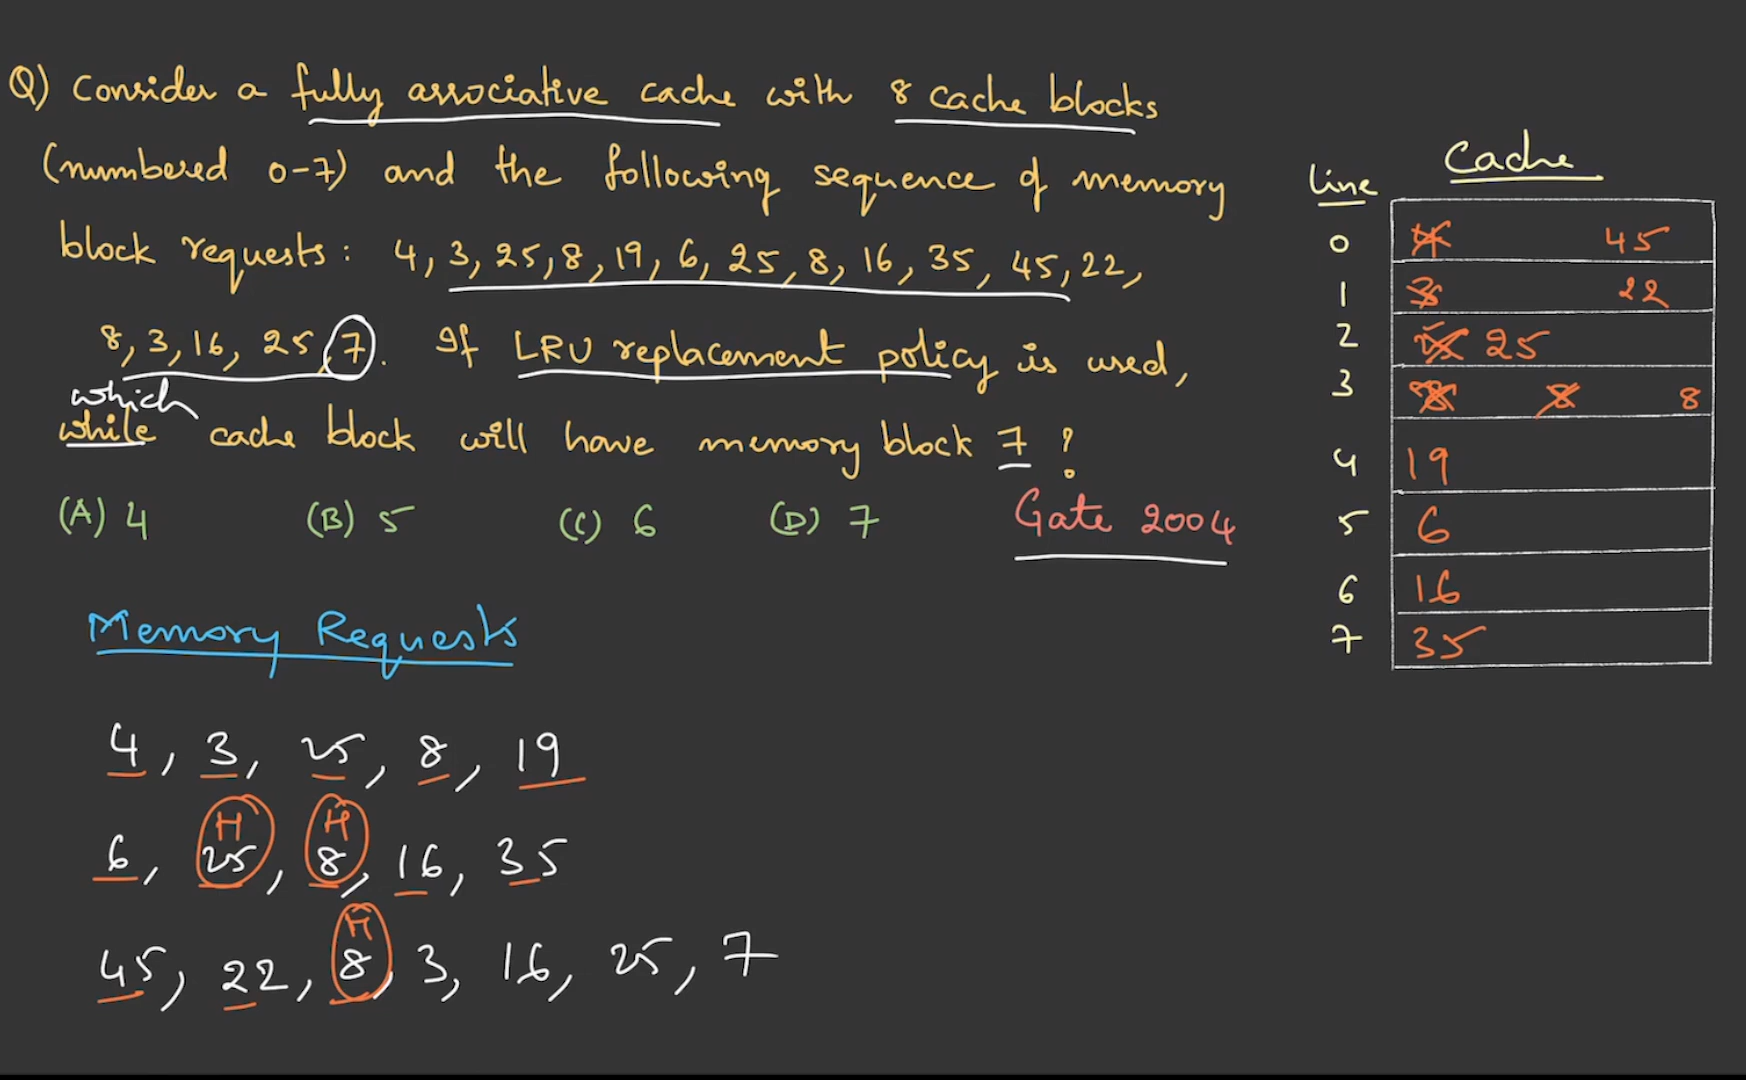 Q) Consider a fully associative cache with 8 cache blocks
(numbered 0-7) and the following sequence of memory
block requests: 4, 3, 25, 8, 19, 6, 25, 8, 16, 35, 45, 22,
8, 3, 16, 25, 7. If LRU replacement policy is used,
which
while cache block will have memory block 7?
(A) 4 (B) 5 (C) 6 (D) 7 Gate 2004
Memory Requests
4, 3, 25, 8, 19
H H
6, 25, 8, 16, 35
H
45, 22, 8, 3, 16, 25, 7
Line Cache
0 4 45
1 3 22
2 25 25
3 8 8 8
4 19
5 6
6 16
7 35